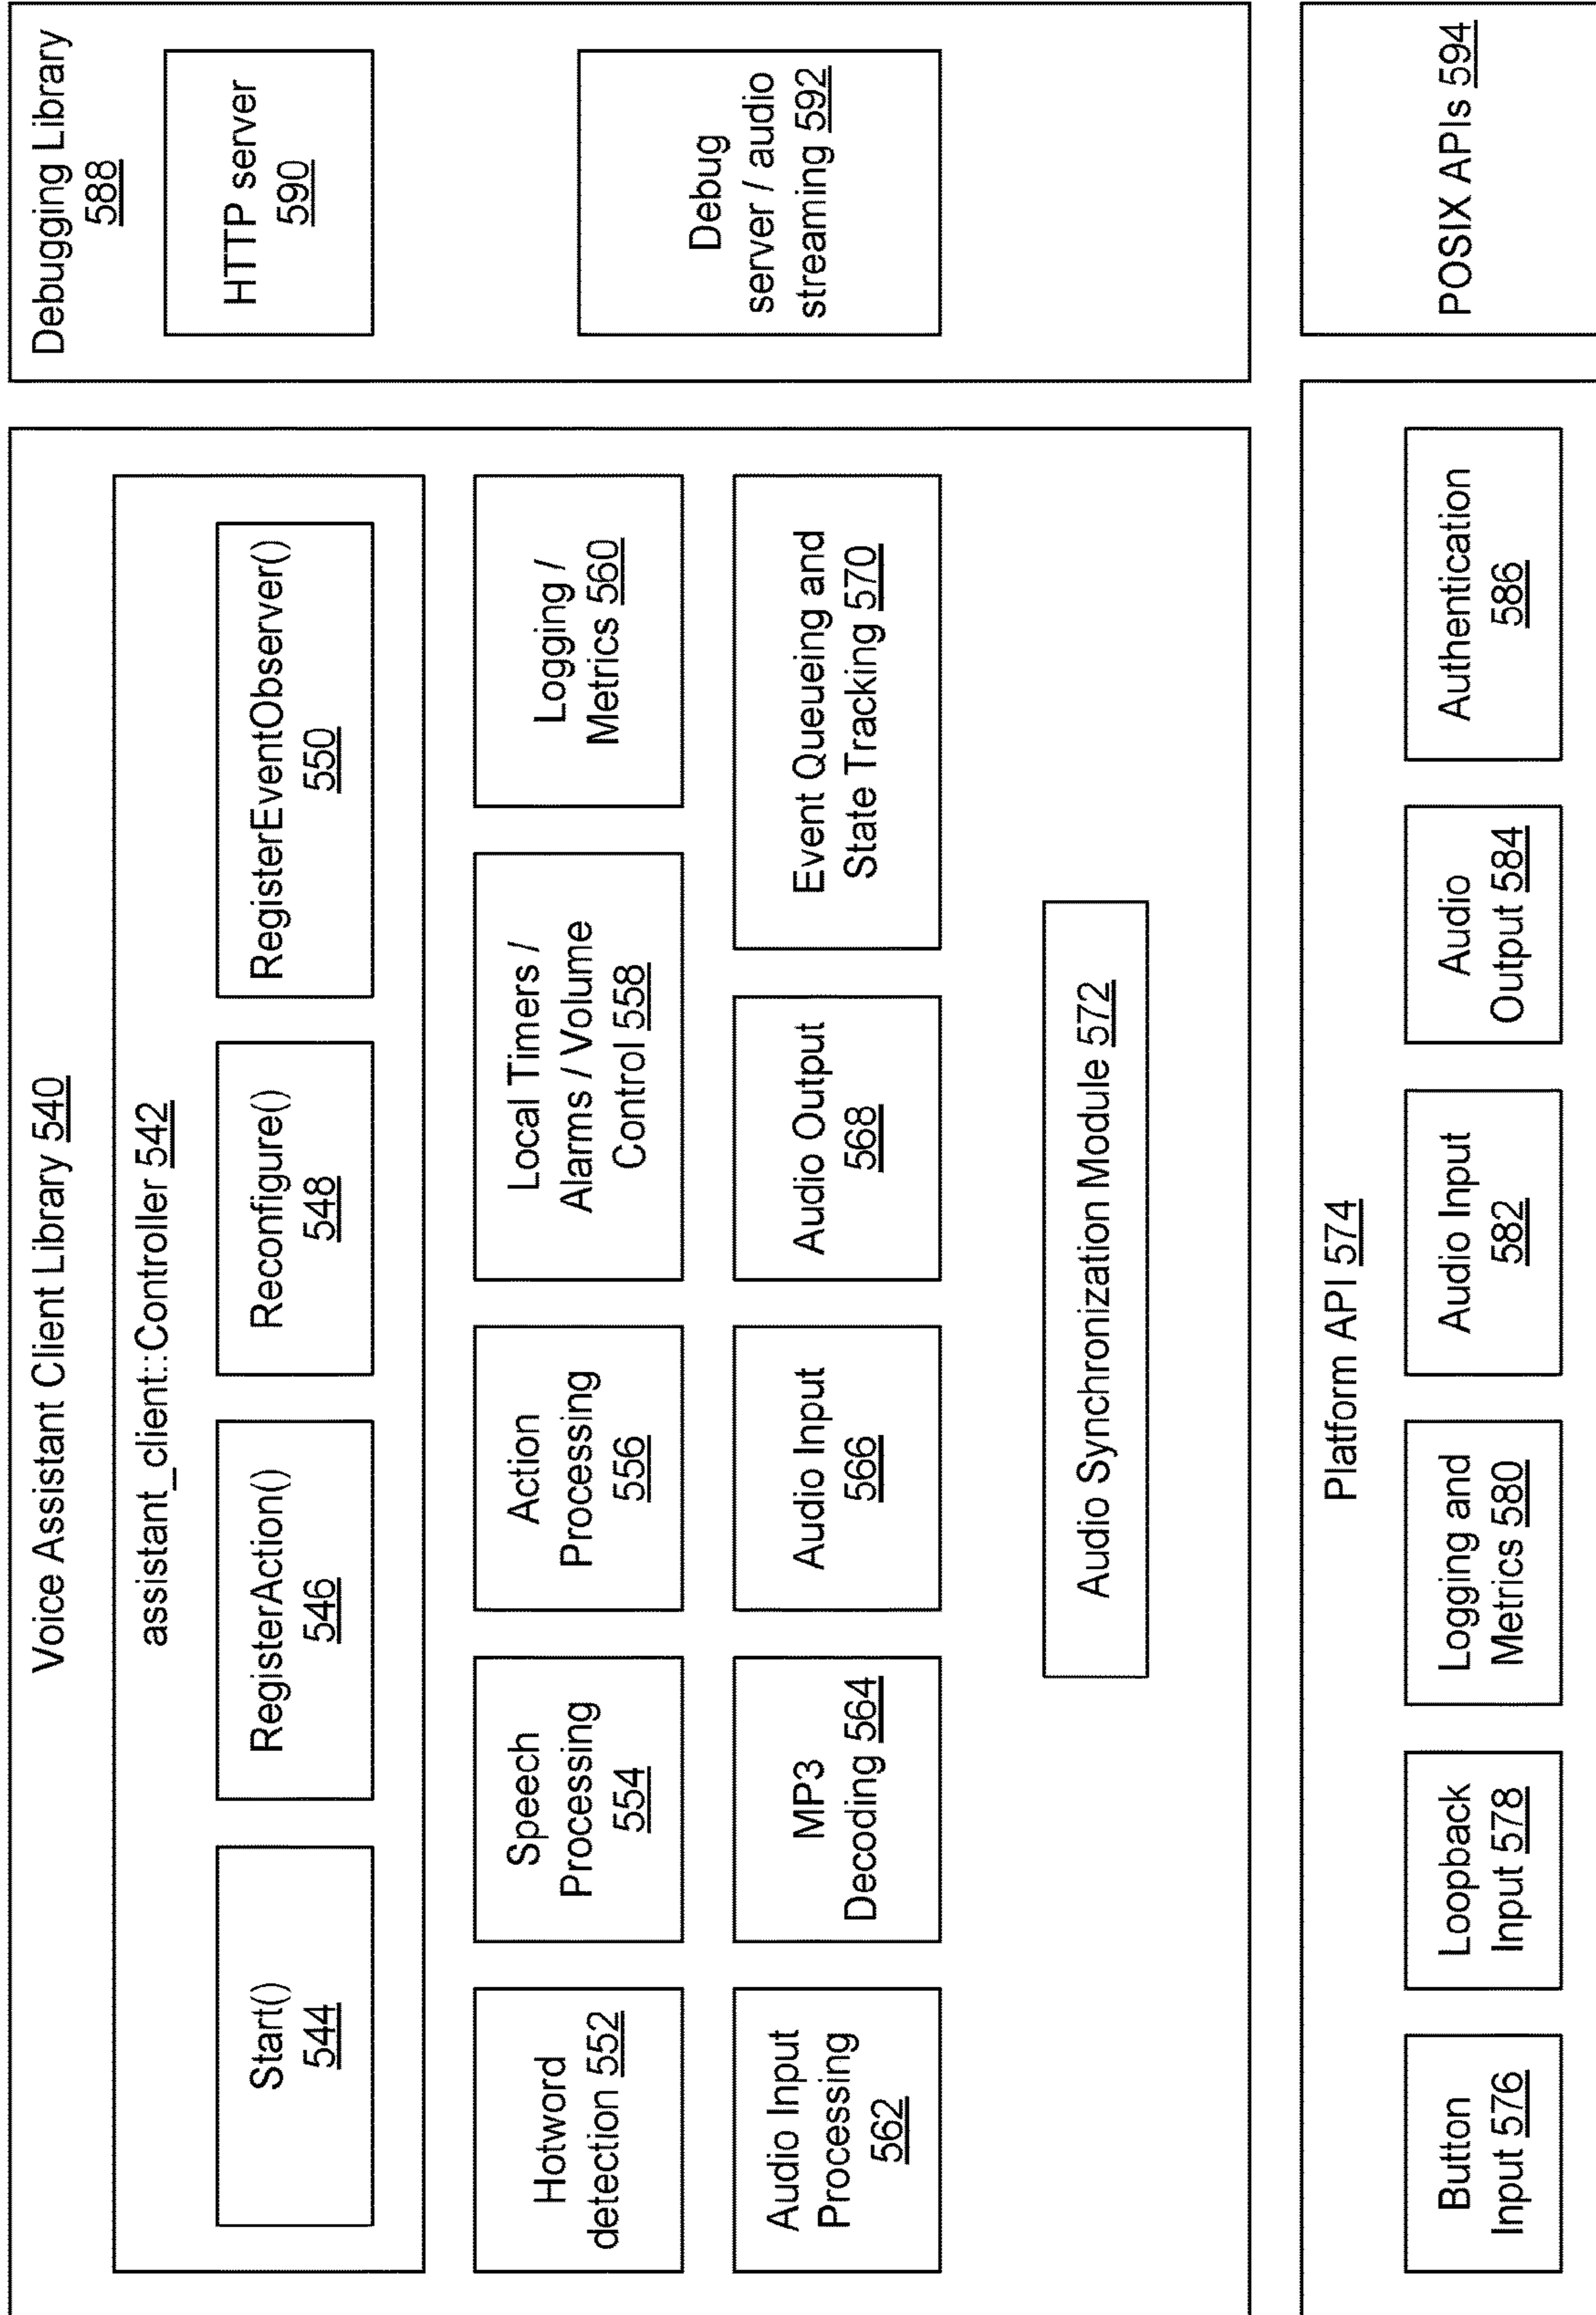 Voice Assistant Client Library 540
assistant_client::Controller 542
Start()
544
RegisterAction()
546
Reconfigure()
548
RegisterEventObserver()
550
Hotword
detection 552
Speech
Processing
554
Action
Processing
556
Local Timers /
Alarms / Volume
Control 558
Logging /
Metrics 560
Audio Input
Processing
562
MP3
Decoding 564
Audio Input
566
Audio Output
568
Event Queueing and
State Tracking 570
Audio Synchronization Module 572
Debugging Library
588
HTTP server
590
Debug
server / audio
streaming 592
Platform API 574
Button
Input 576
Loopback
Input 578
Logging and
Metrics 580
Audio Input
582
Audio
Output 584
Authentication
586
POSIX APIs 594